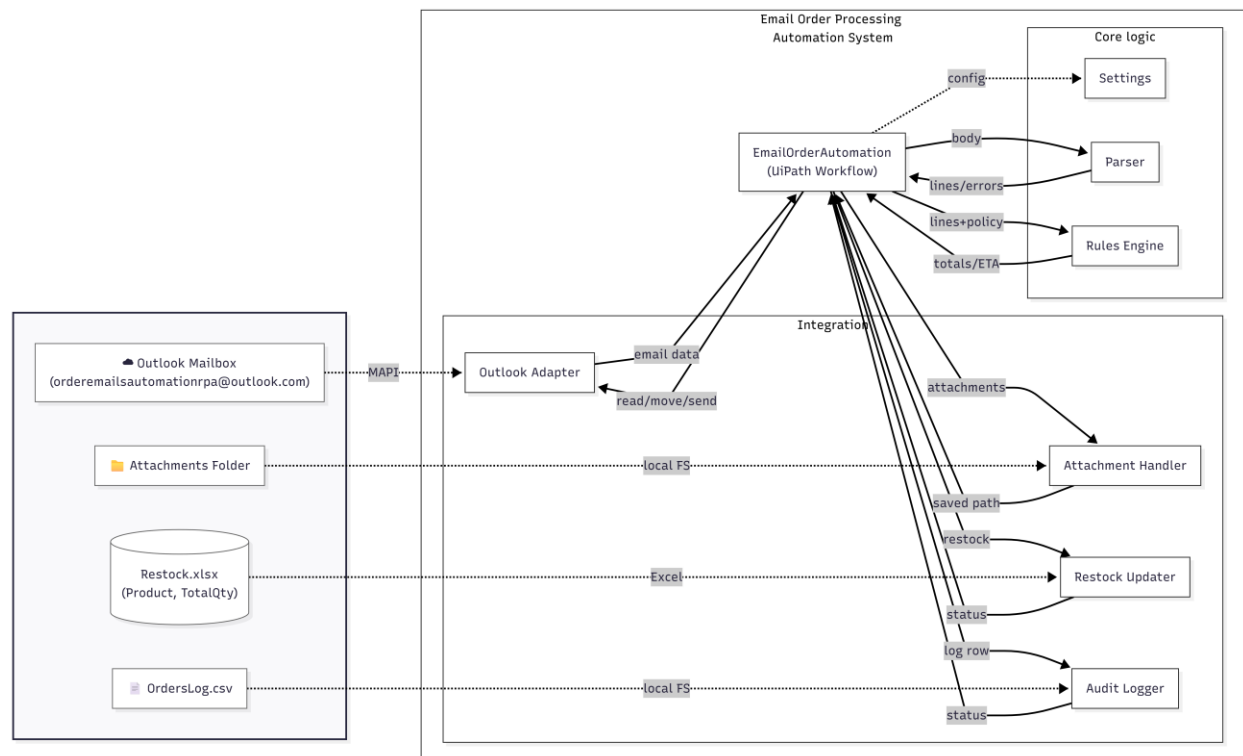 Email Order Processing
Automation System
Core logic
config
Settings
EmailOrderAutomation
(UiPath Workflow)
body
Parser
lines/errors
lines+policy
Rules Engine
totals/ETA
Integration
Outlook Mailbox
(orderemailsautomationrpa@outlook.com)
MAPI
Outlook Adapter
email data
read/move/send
attachments
Attachments Folder
local FS
Attachment Handler
saved path
restock
Restock.xlsx
(Product, TotalQty)
Excel
Restock Updater
status
log row
OrdersLog.csv
local FS
Audit Logger
status